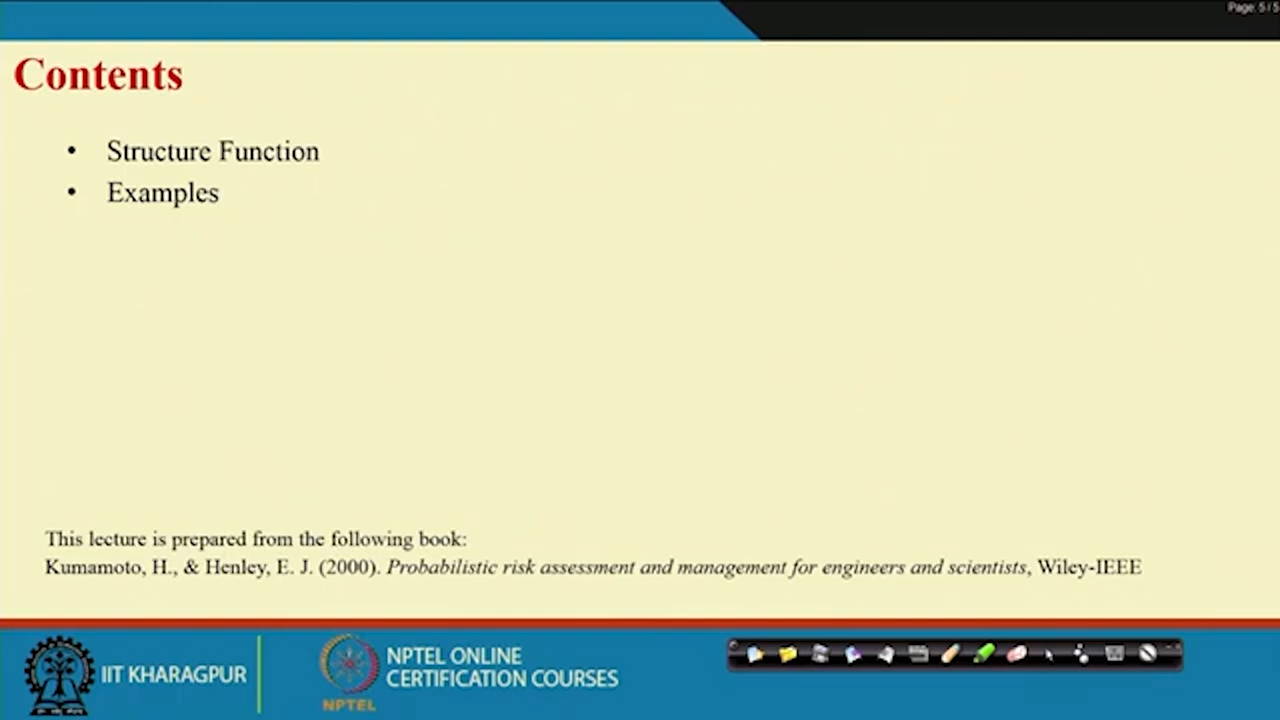 Page: 5 / 5
Contents
• Structure Function
• Examples
This lecture is prepared from the following book:
Kumamoto, H., & Henley, E. J. (2000). Probabilistic risk assessment and management for engineers and scientists, Wiley-IEEE
IIT KHARAGPUR
NPTEL ONLINE
CERTIFICATION COURSES
NPTEL